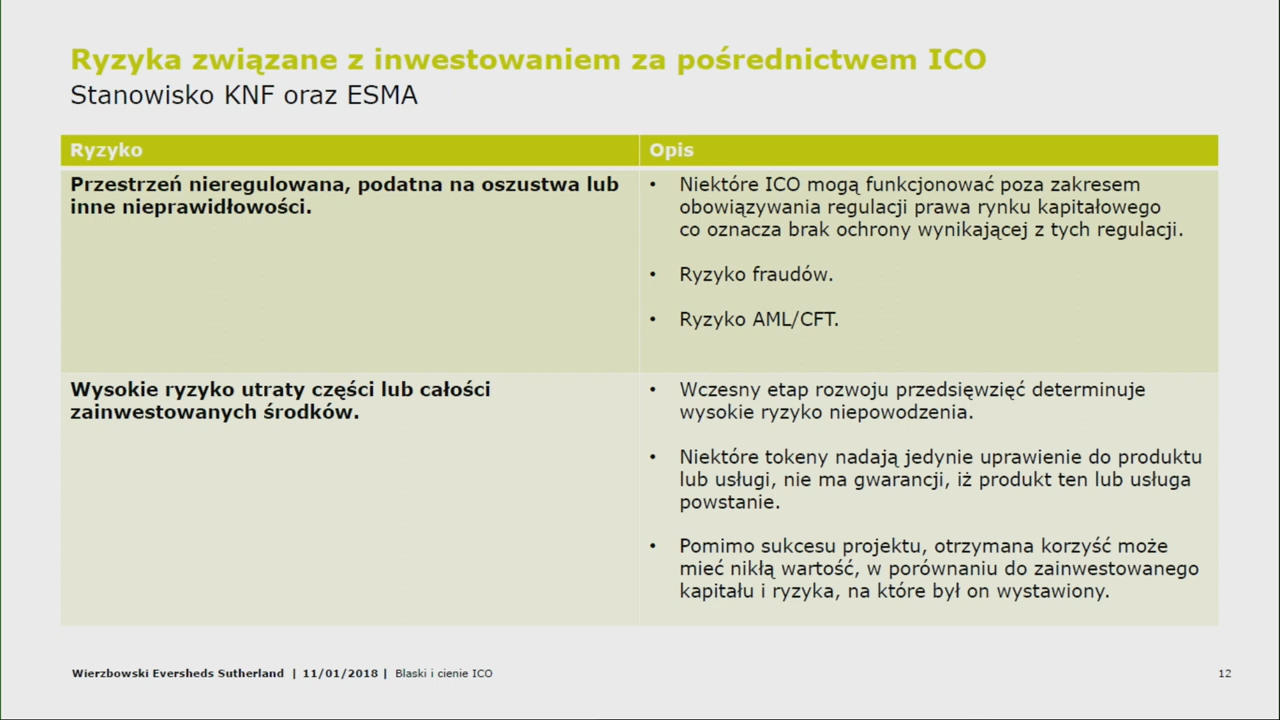 Ryzyka związane z inwestowaniem za pośrednictwem ICO
Stanowisko KNF oraz ESMA
Ryzyko
Opis
Przestrzeń nieregulowana, podatna na oszustwa lub
inne nieprawidłowości.
• Niektóre ICO mogą funkcjonować poza zakresem
obowiązywania regulacji prawa rynku kapitałowego
co oznacza brak ochrony wynikającej z tych regulacji.
• Ryzyko fraudów.
• Ryzyko AML/CFT.
Wysokie ryzyko utraty części lub całości
zainwestowanych środków.
• Wczesny etap rozwoju przedsięwzięć determinuje
wysokie ryzyko niepowodzenia.
• Niektóre tokeny nadają jedynie uprawienie do produktu
lub usługi, nie ma gwarancji, iż produkt ten lub usługa
powstanie.
• Pomimo sukcesu projektu, otrzymana korzyść może
mieć nikłą wartość, w porównaniu do zainwestowanego
kapitału i ryzyka, na które był on wystawiony.
Wierzbowski Eversheds Sutherland | 11/01/2018 | Blaski i cienie ICO
12